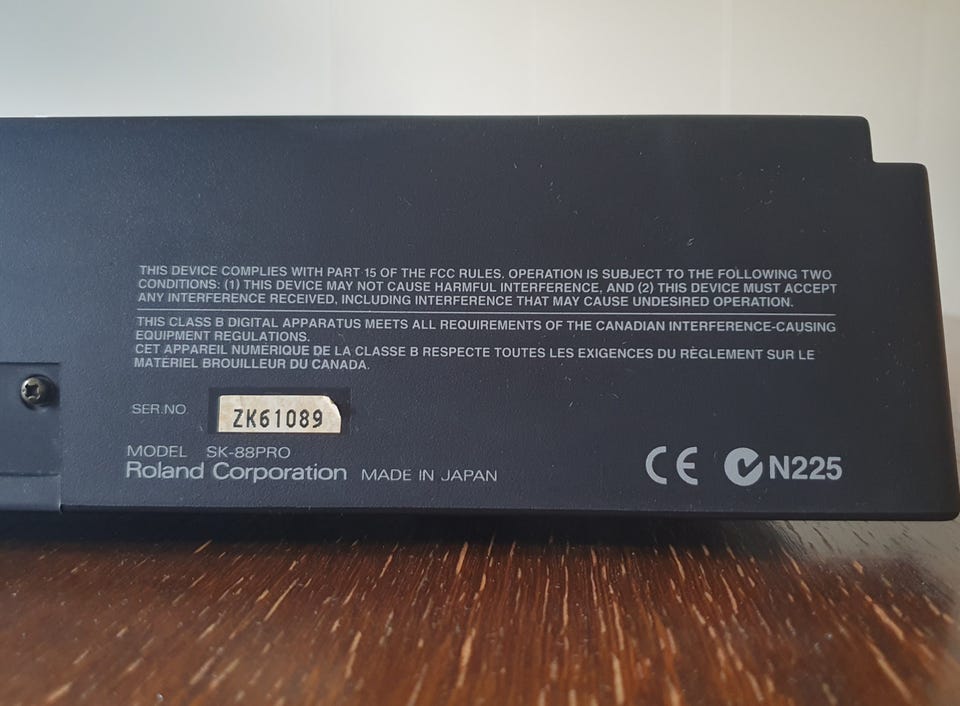 THIS DEVICE COMPLIES WITH PART 15 OF THE FCC RULES. OPERATION IS SUBJECT TO THE FOLLOWING TWO
CONDITIONS: (1) THIS DEVICE MAY NOT CAUSE HARMFUL INTERFERENCE, AND (2) THIS DEVICE MUST ACCEPT
ANY INTERFERENCE RECEIVED, INCLUDING INTERFERENCE THAT MAY CAUSE UNDESIRED OPERATION.
THIS CLASS B DIGITAL APPARATUS MEETS ALL REQUIREMENTS OF THE CANADIAN INTERFERENCE-CAUSING
EQUIPMENT REGULATIONS.
CET APPAREIL NUMÉRIQUE DE LA CLASSE B RESPECTE TOUTES LES EXIGENCES DU RÈGLEMENT SUR LE
MATÉRIEL BROUILLEUR DU CANADA.
SER.NO. ZK61089
MODEL SK-88PRO
Roland Corporation MADE IN JAPAN
CE N225